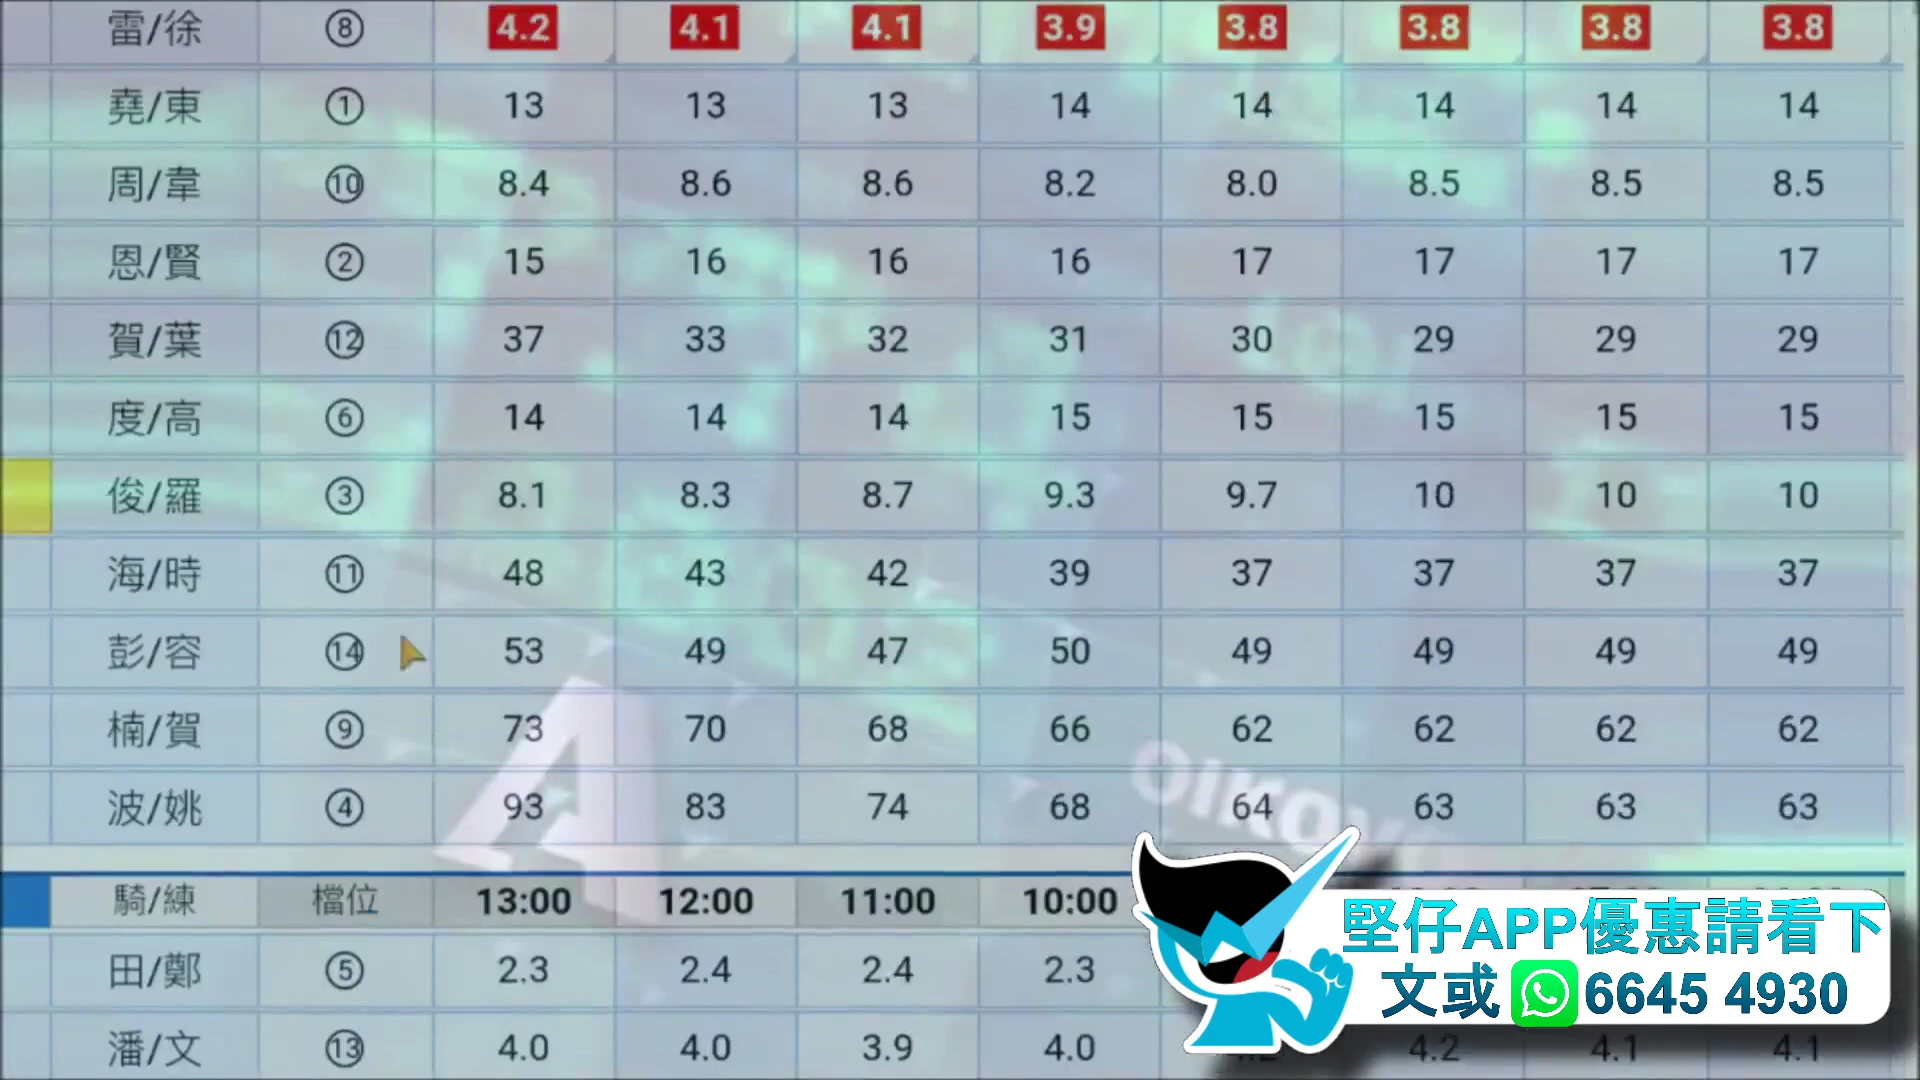 雷/徐 ⑧ 4.2 4.1 4.1 3.9 3.8 3.8 3.8 3.8
堯/東 ① 13 13 13 14 14 14 14 14
周/韋 ⑩ 8.4 8.6 8.6 8.2 8.0 8.5 8.5 8.5
恩/賢 ② 15 16 16 16 17 17 17 17
賀/葉 ⑫ 37 33 32 31 30 29 29 29
度/高 ⑥ 14 14 14 15 15 15 15 15
俊/羅 ③ 8.1 8.3 8.7 9.3 9.7 10 10 10
海/時 ⑪ 48 43 42 39 37 37 37 37
彭/容 ⑭ 53 49 47 50 49 49 49 49
楠/賀 ⑨ 73 70 68 66 62 62 62 62
波/姚 ④ 93 83 74 68 64 63 63 63
騎/練 檔位 13:00 12:00 11:00 10:00
田/鄭 ⑤ 2.3 2.4 2.4 2.3
潘/文 ⑬ 4.0 4.0 3.9 4.0 4.2 4.1 4.1
堅仔APP優惠請看下
文或 6645 4930